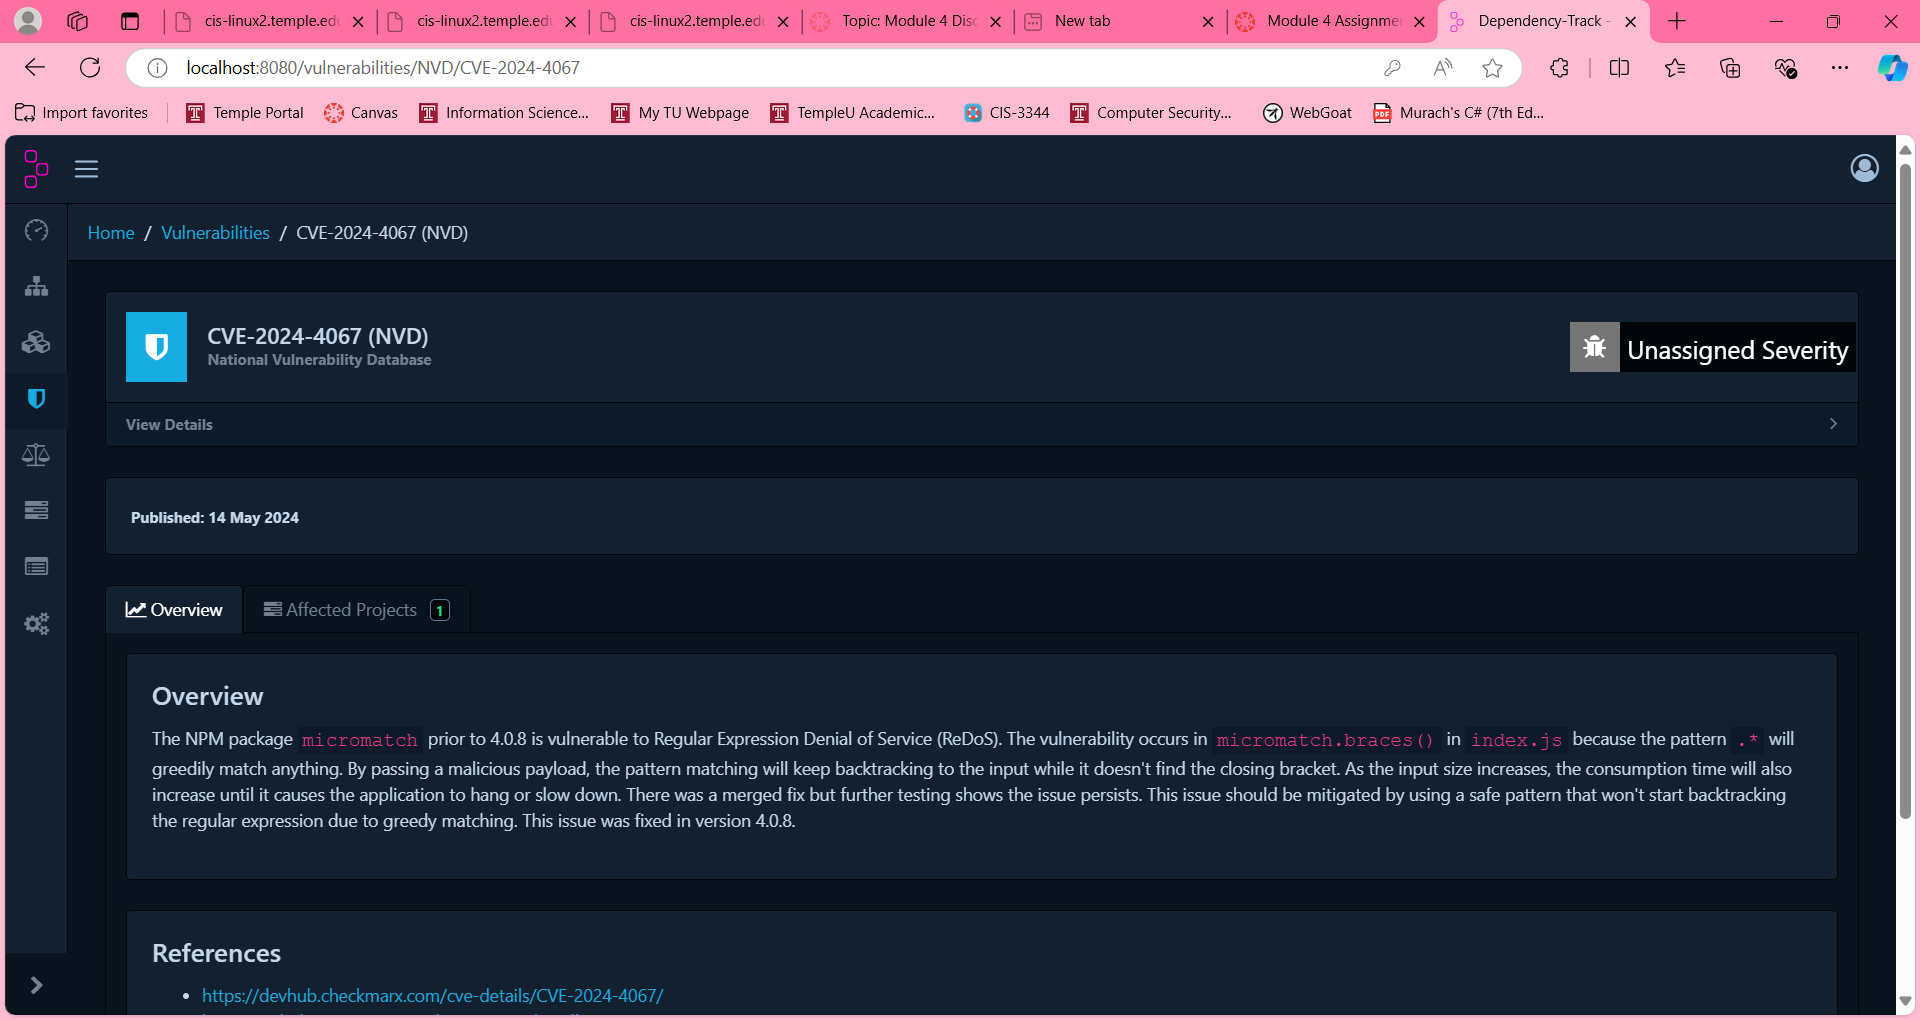 cis-linux2.temple.edu
cis-linux2.temple.edu
cis-linux2.temple.edu
Topic: Module 4 Disc
New tab
Module 4 Assignmen
Dependency-Track -
localhost:8080/vulnerabilities/NVD/CVE-2024-4067
Import favorites
Temple Portal
Canvas
Information Science...
My TU Webpage
TempleU Academic...
CIS-3344
Computer Security...
WebGoat
Murach's C# (7th Ed...
Home / Vulnerabilities / CVE-2024-4067 (NVD)
CVE-2024-4067 (NVD)
National Vulnerability Database
Unassigned Severity
View Details
Published: 14 May 2024
Overview
Affected Projects 1
Overview
The NPM package micromatch prior to 4.0.8 is vulnerable to Regular Expression Denial of Service (ReDoS). The vulnerability occurs in micromatch.braces() in index.js because the pattern .* will
greedily match anything. By passing a malicious payload, the pattern matching will keep backtracking to the input while it doesn't find the closing bracket. As the input size increases, the consumption time will also
increase until it causes the application to hang or slow down. There was a merged fix but further testing shows the issue persists. This issue should be mitigated by using a safe pattern that won't start backtracking
the regular expression due to greedy matching. This issue was fixed in version 4.0.8.
References
• https://devhub.checkmarx.com/cve-details/CVE-2024-4067/